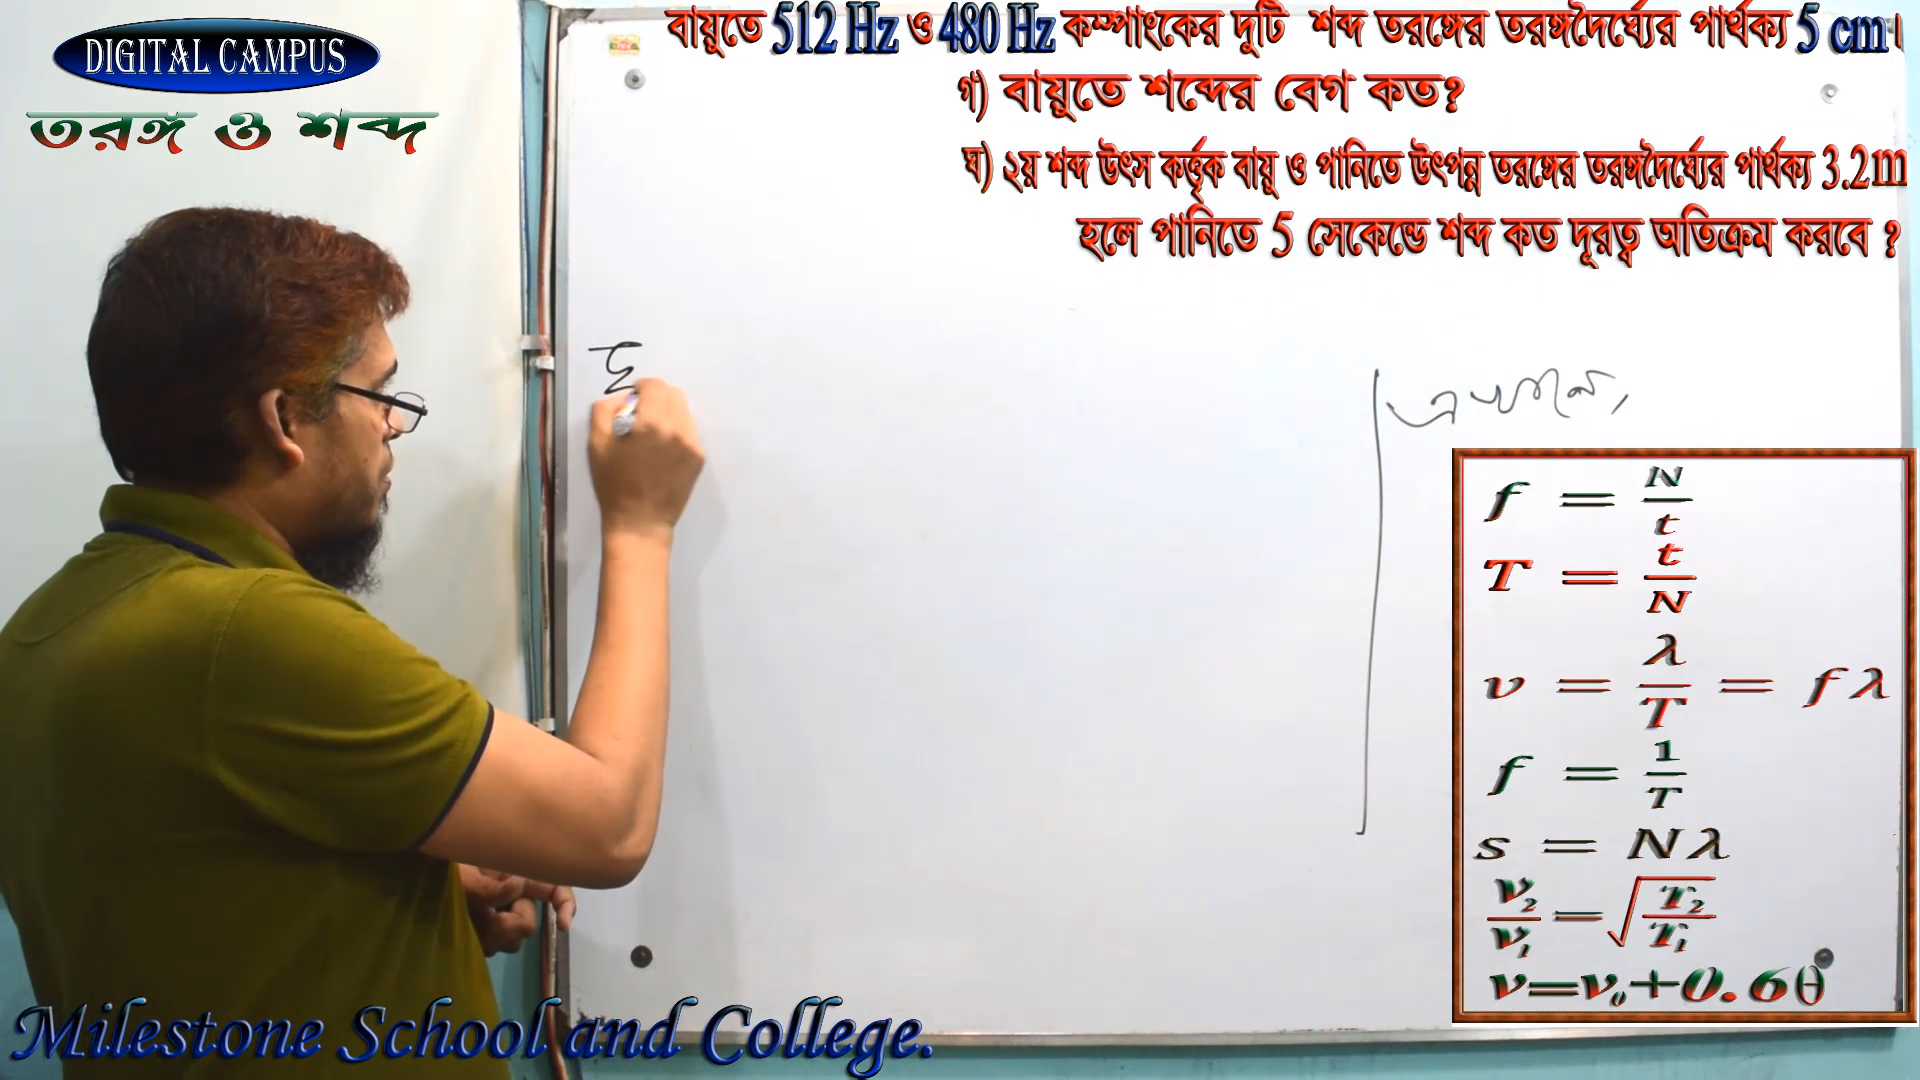 DIGITAL CAMPUS
তরঙ্গ ও শব্দ
বায়ুতে 512 Hz ও 480 Hz কম্পাংকের দুটি শব্দ তরঙ্গের তরঙ্গদৈর্ঘ্যের পার্থক্য 5 cm।
গ) বায়ুতে শব্দের বেগ কত?
ঘ) ২য় শব্দ উৎস কর্ত্তৃক বায়ু ও পানিতে উৎপন্ন তরঙ্গের তরঙ্গদৈর্ঘ্যের পার্থক্য 3.2m
হলে পানিতে 5 সেকেন্ডে শব্দ কত দূরত্ব অতিক্রম করবে ?
এখানে,
f = N/t
T = t/N
v = λ/T = fλ
f = 1/T
s = Nλ
v₂/v₁ = √(T₂/T₁)
v=v₀+0.6θ
Milestone School and College.